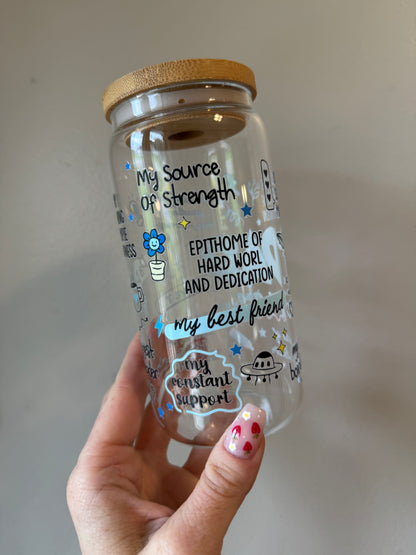 My Source
Of Strength
EPITHOME OF
HARD WORL
AND DEDICATION
my best friend
my
constant
support